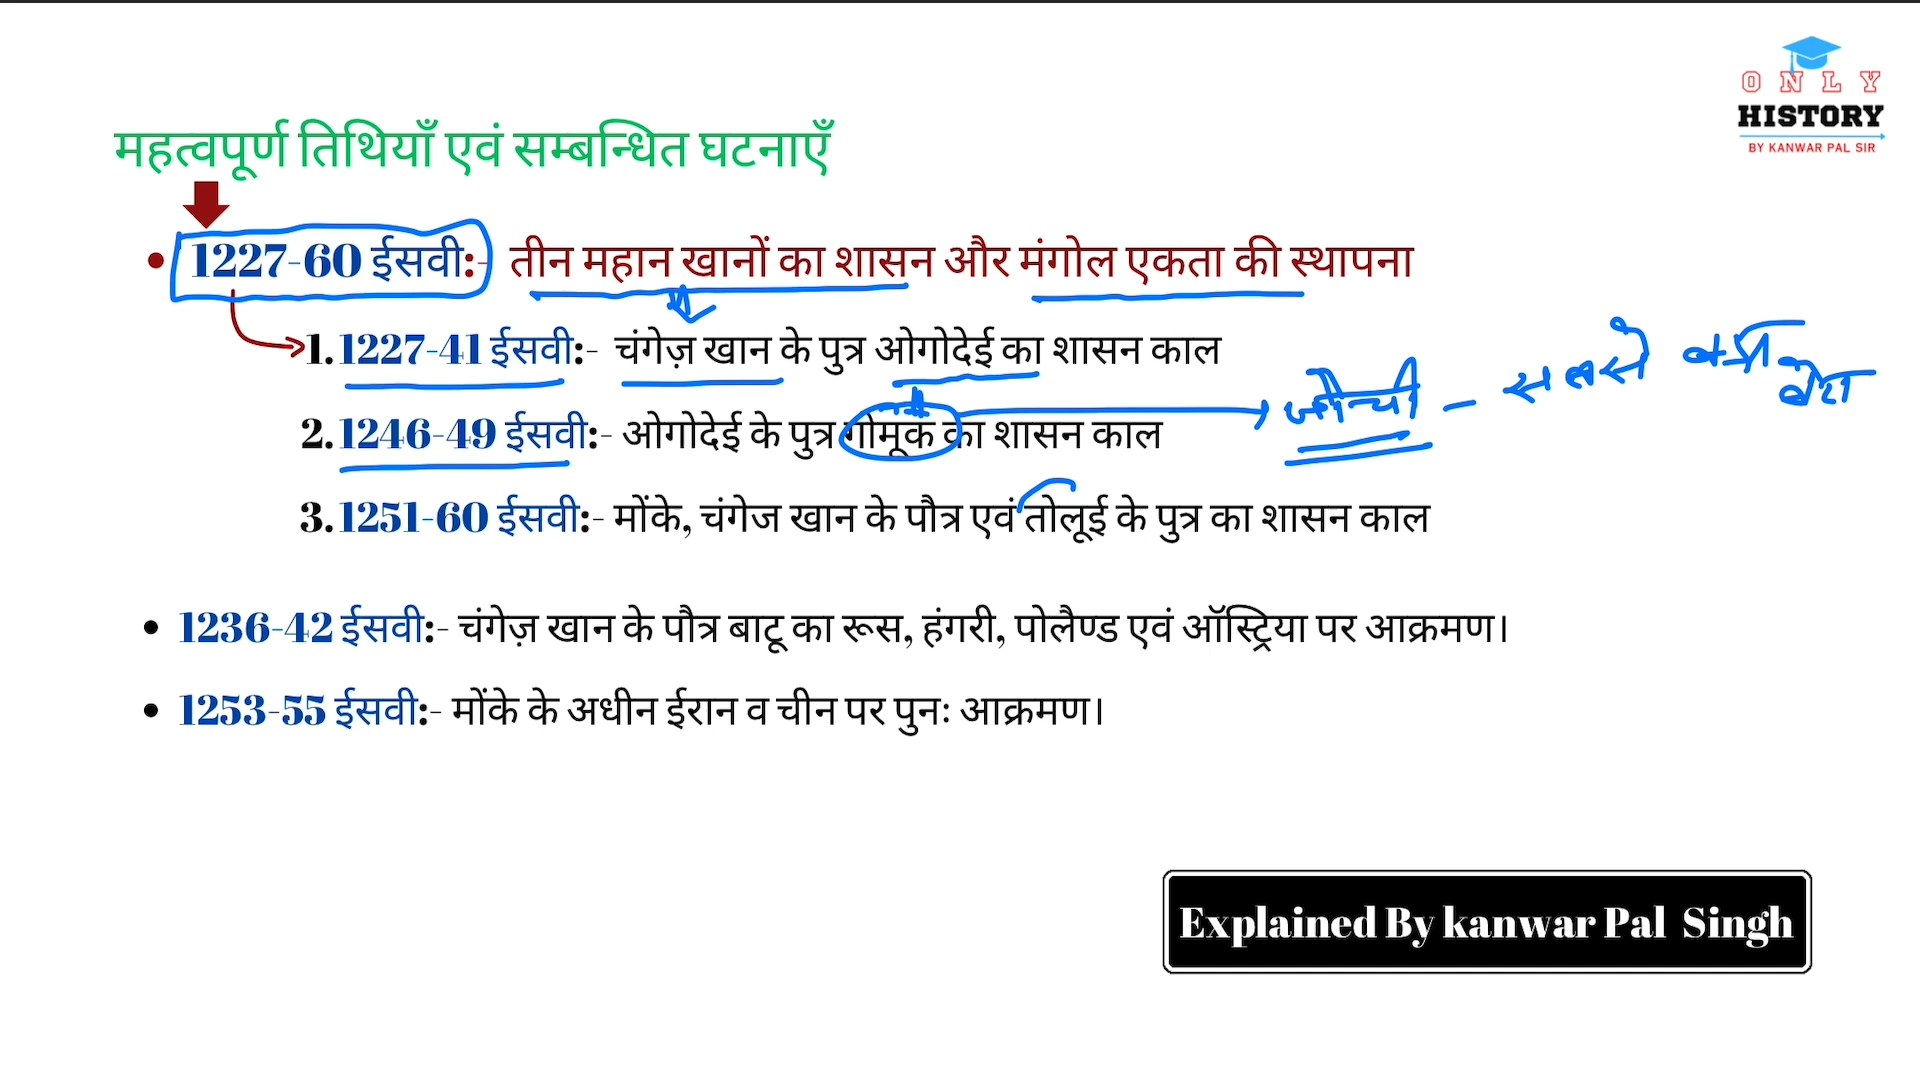 ONLY
HISTORY
BY KANWAR PAL SIR
महत्वपूर्ण तिथियाँ एवं सम्बन्धित घटनाएँ
• 1227-60 ईसवी:- तीन महान खानों का शासन और मंगोल एकता की स्थापना
1. 1227-41 ईसवी:- चंगेज़ खान के पुत्र ओगोदेई का शासन काल
जोच्ची - सबसे बड़ा बेटा
2. 1246-49 ईसवी:- ओगोदेई के पुत्र गोमूक का शासन काल
3. 1251-60 ईसवी:- मोंके, चंगेज खान के पौत्र एवं तोलूई के पुत्र का शासन काल
• 1236-42 ईसवी:- चंगेज़ खान के पौत्र बाटू का रूस, हंगरी, पोलैण्ड एवं ऑस्ट्रिया पर आक्रमण।
• 1253-55 ईसवी:- मोंके के अधीन ईरान व चीन पर पुनः आक्रमण।
Explained By kanwar Pal Singh